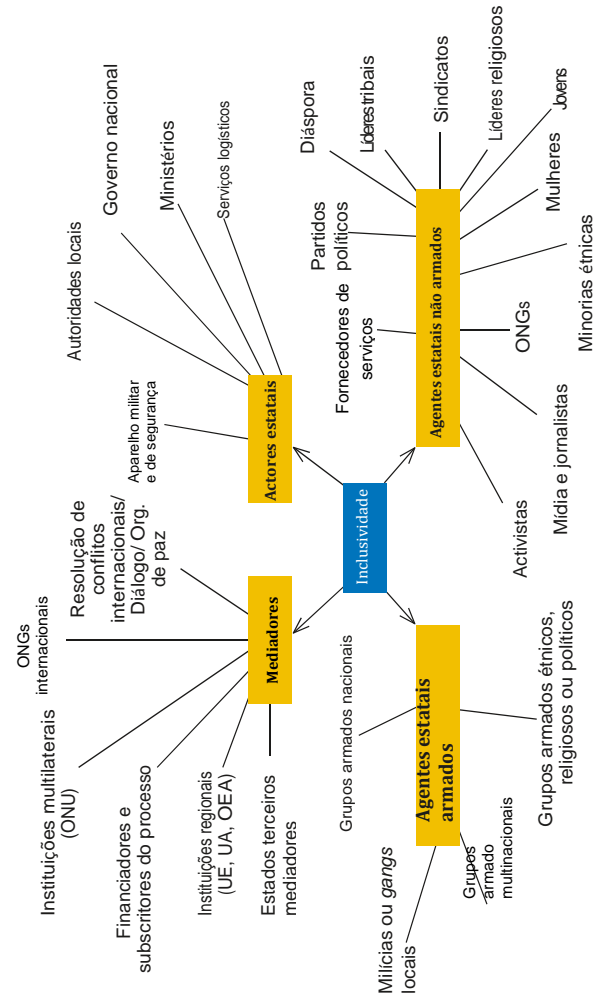 Instituições multilaterais
(ONU)
ONGs
internacionais
Resolução de
conflitos
internacionais/
Diálogo/ Org.
de paz
Financiadores e
subscritores do processo
Instituições regionais
(UE, UA, OEA)
Estados terceiros
mediadores
Mediadores
Autoridades locais
Governo nacional
Ministérios
Serviços logísticos
Aparelho militar
e de segurança
Actores estatais
Inclusividade
Grupos armados nacionais
Agentes estatais
armados
Milícias ou gangs
locais
Grupos
armado
multinacionais
Grupos armados étnicos,
religiosos ou políticos
Diáspora
Partidos
políticos
Fornecedores de
serviços
Líderes tribais
Sindicatos
Líderes religiosos
Jovens
Agentes estatais não armados
Mulheres
Minorias étnicas
ONGs
Mídia e jornalistas
Activistas